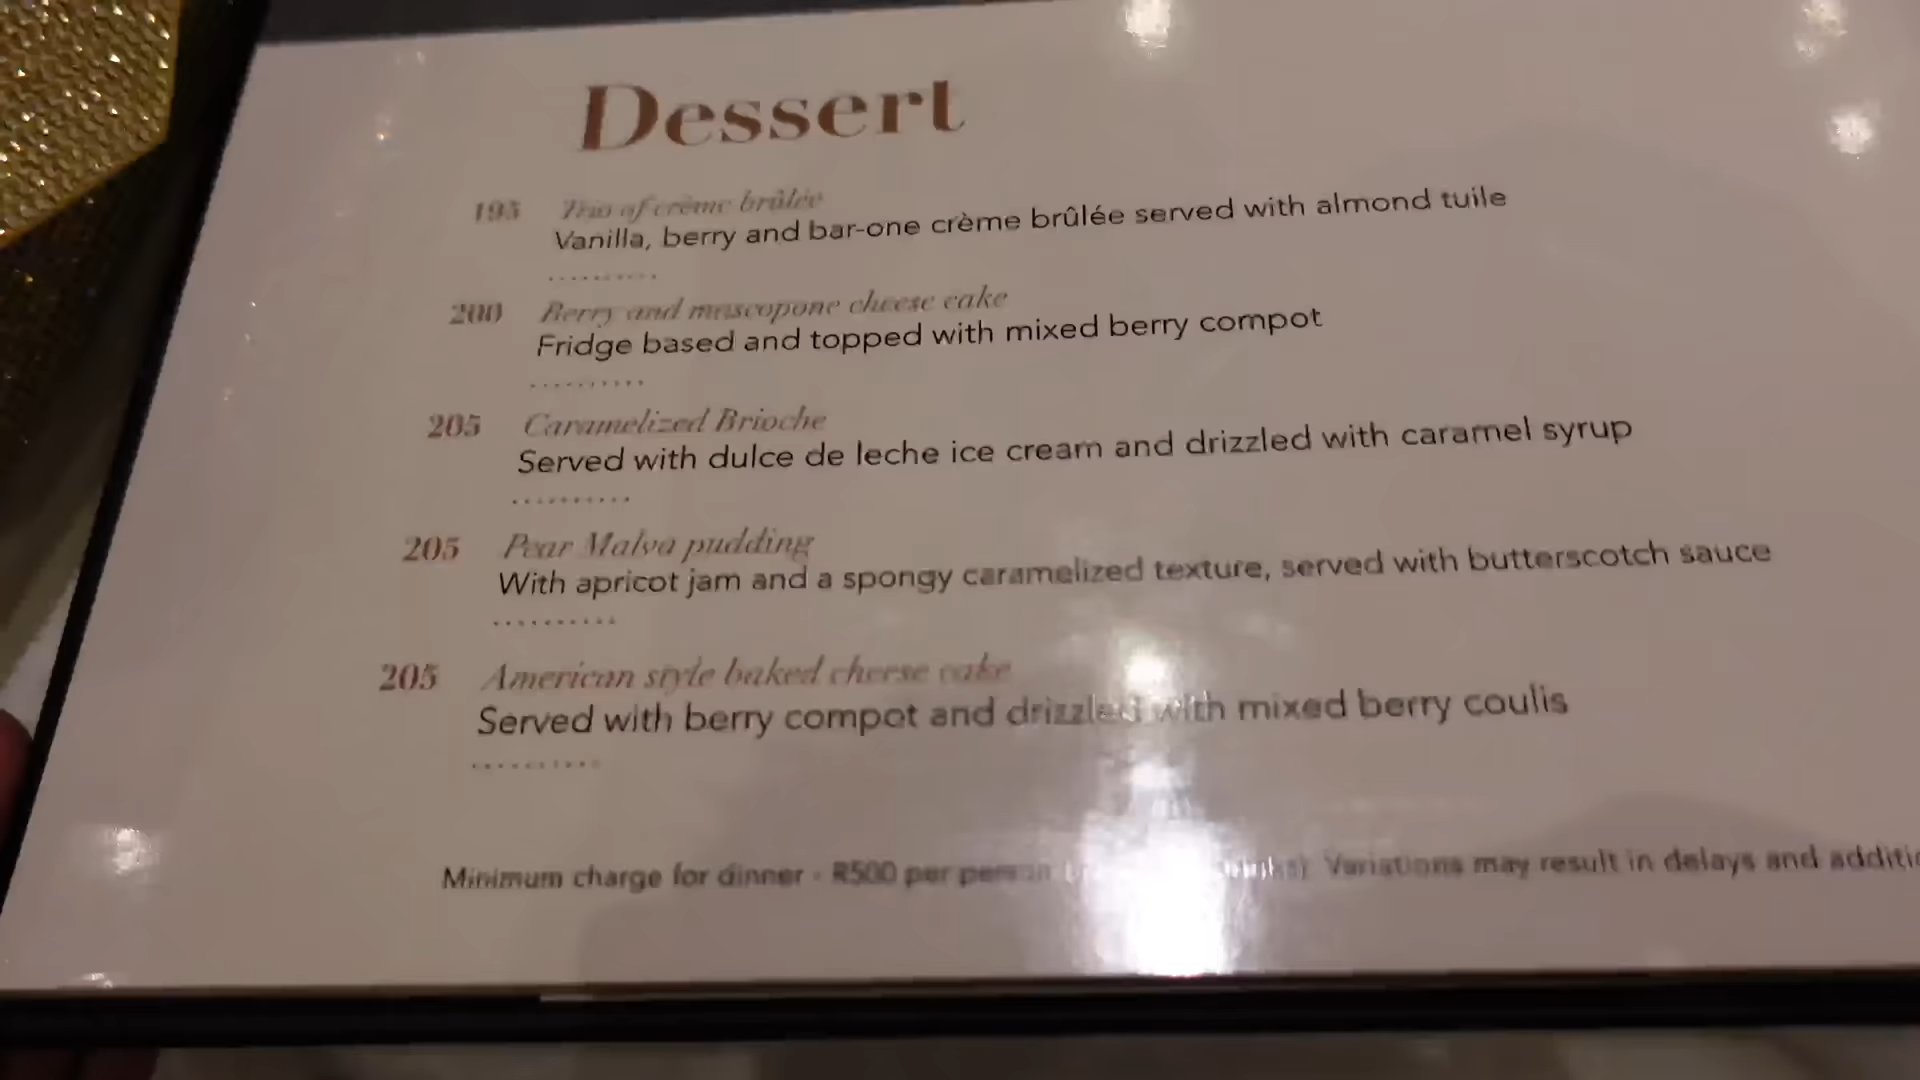 Dessert
195 Trio of crème brûlée
Vanilla, berry and bar-one crème brûlée served with almond tuile
..........
200 Berry and mascopone cheese cake
Fridge based and topped with mixed berry compot
..........
205 Caramelized Brioche
Served with dulce de leche ice cream and drizzled with caramel syrup
..........
205 Pear Malva pudding
With apricot jam and a spongy caramelized texture, served with butterscotch sauce
..........
205 American style baked cheese cake
Served with berry compot and drizzled with mixed berry coulis
..........
Minimum charge for dinner - R500 per person Variations may result in delays and